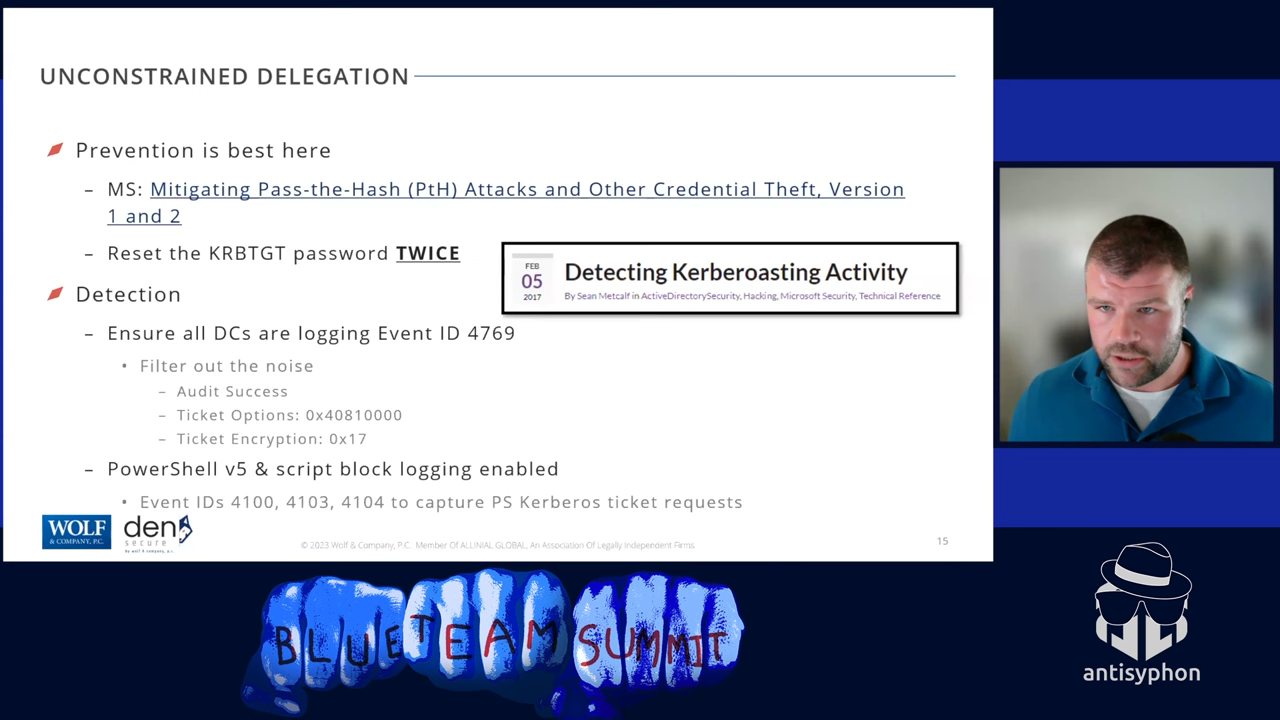 UNCONSTRAINED DELEGATION
Prevention is best here
– MS: Mitigating Pass-the-Hash (PtH) Attacks and Other Credential Theft, Version
1 and 2
– Reset the KRBTGT password TWICE
FEB
05
2017
Detecting Kerberoasting Activity
By Sean Metcalf in ActiveDirectorySecurity, Hacking, Microsoft Security, Technical Reference
Detection
– Ensure all DCs are logging Event ID 4769
• Filter out the noise
– Audit Success
– Ticket Options: 0x40810000
– Ticket Encryption: 0x17
– PowerShell v5 & script block logging enabled
• Event IDs 4100, 4103, 4104 to capture PS Kerberos ticket requests
WOLF
& COMPANY, P.C.
den
secure
by wolf & company, p.c.
© 2023 Wolf & Company, P.C. Member Of ALLINIAL GLOBAL, An Association Of Legally Independent Firms
15
BLUE TEAM SUMMIT
antisyphon